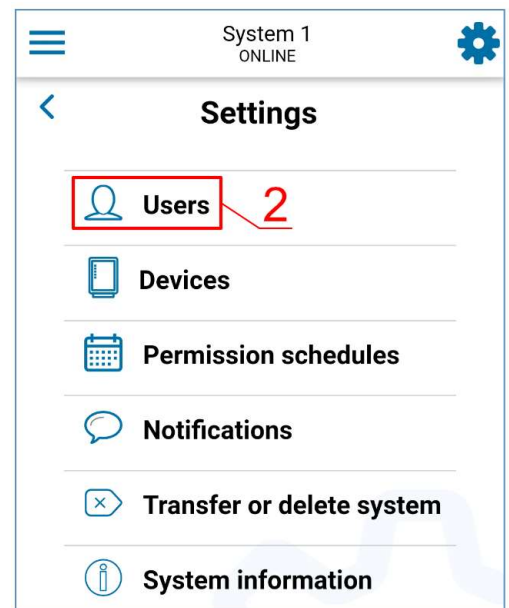 System 1
ONLINE
Settings
Users 2
Devices
Permission schedules
Notifications
Transfer or delete system
System information